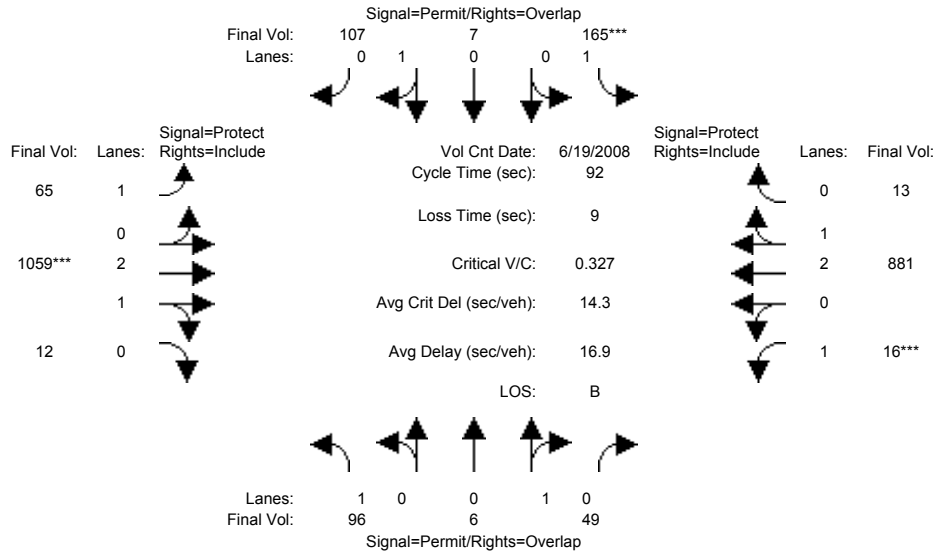 Signal=Permit/Rights=Overlap
Final Vol: 107 7 165***
Lanes: 0 1 0 0 1
Signal=Protect Signal=Protect
Final Vol: Lanes: Rights=Include Vol Cnt Date: 6/19/2008 Rights=Include Lanes: Final Vol:
Cycle Time (sec): 92
65 1 0 13
Loss Time (sec): 9
0 1
1059*** 2 Critical V/C: 0.327 2 881
1 Avg Crit Del (sec/veh): 14.3 0
12 0 Avg Delay (sec/veh): 16.9 1 16***
LOS: B
Lanes: 1 0 0 1 0
Final Vol: 96 6 49
Signal=Permit/Rights=Overlap